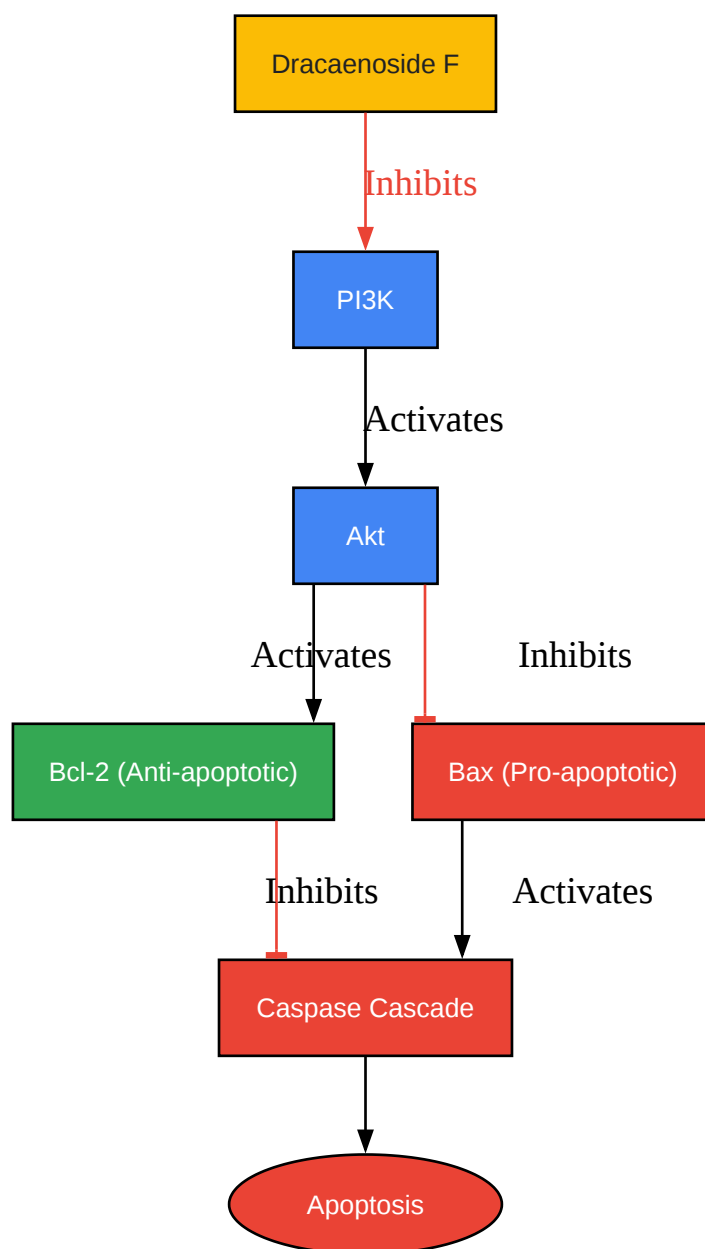 Dracaenoside F
Inhibits
PI3K
Activates
Akt
Activates
Inhibits
Bcl-2 (Anti-apoptotic)
Bax (Pro-apoptotic)
Inhibits
Activates
Caspase Cascade
Apoptosis